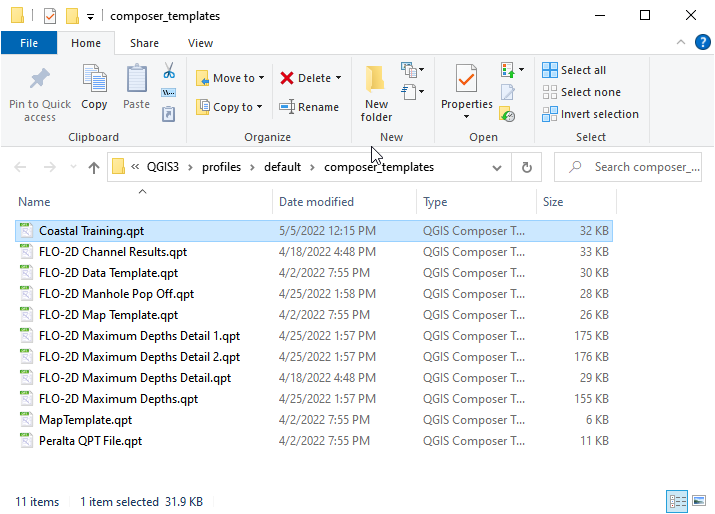 composer_templates
File Home Share View
Pin to Quick access
Copy
Paste
Move to
Copy to
Delete
Rename
New folder
Properties
Select all
Select none
Invert selection
Clipboard Organize New Open Select
« QGIS3 > profiles > default > composer_templates
Search composer_...
Name Date modified Type Size
Coastal Training.qpt 5/5/2022 12:15 PM QGIS Composer T... 32 KB
FLO-2D Channel Results.qpt 4/18/2022 4:48 PM QGIS Composer T... 33 KB
FLO-2D Data Template.qpt 4/2/2022 7:55 PM QGIS Composer T... 30 KB
FLO-2D Manhole Pop Off.qpt 4/25/2022 1:58 PM QGIS Composer T... 28 KB
FLO-2D Map Template.qpt 4/2/2022 7:55 PM QGIS Composer T... 26 KB
FLO-2D Maximum Depths Detail 1.qpt 4/25/2022 1:57 PM QGIS Composer T... 175 KB
FLO-2D Maximum Depths Detail 2.qpt 4/25/2022 1:57 PM QGIS Composer T... 176 KB
FLO-2D Maximum Depths Detail.qpt 4/18/2022 4:48 PM QGIS Composer T... 29 KB
FLO-2D Maximum Depths.qpt 4/25/2022 1:57 PM QGIS Composer T... 155 KB
MapTemplate.qpt 4/2/2022 7:55 PM QGIS Composer T... 6 KB
Peralta QPT File.qpt 4/2/2022 7:55 PM QGIS Composer T... 11 KB
11 items 1 item selected 31.9 KB